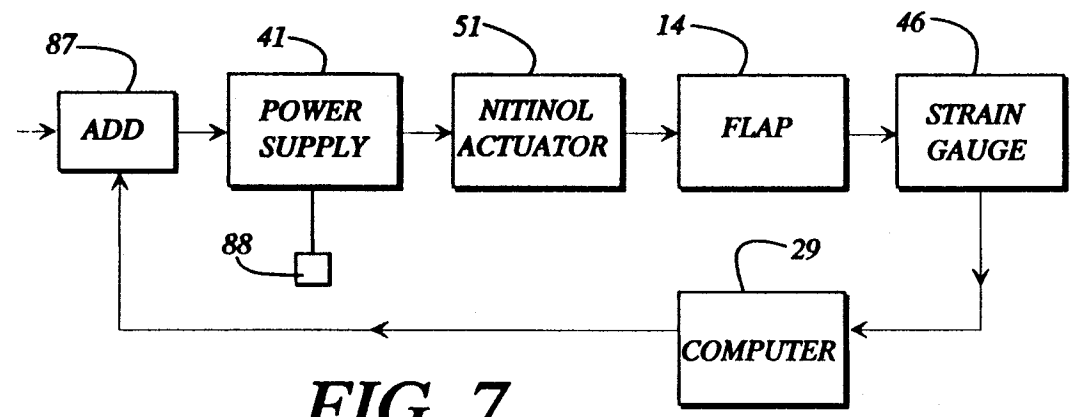 87
41
51
14
46
ADD
POWER
SUPPLY
NITINOL
ACTUATOR
FLAP
STRAIN
GAUGE
88
29
COMPUTER
FIG. 7